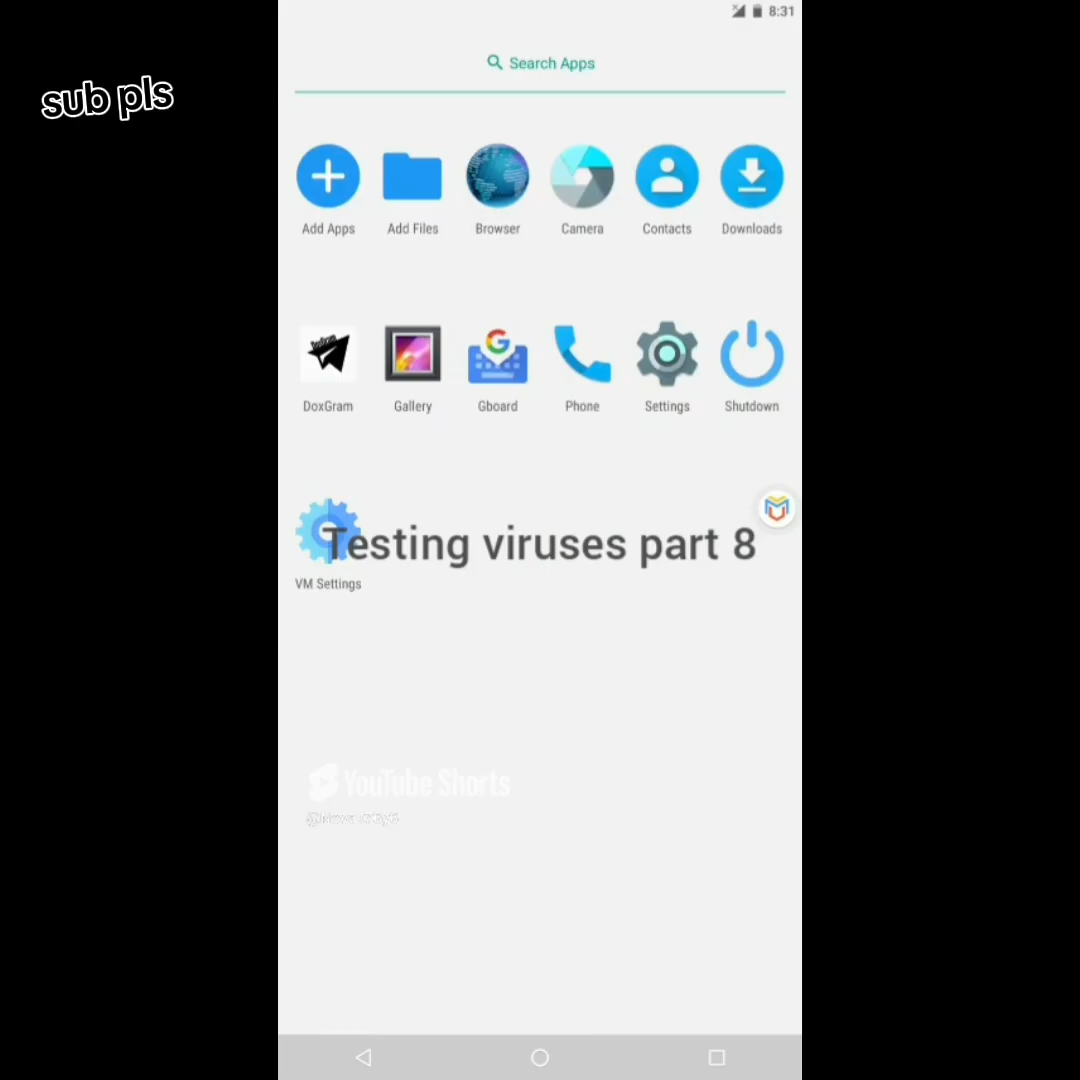 8:31
sub pls
Search Apps
Add Apps
Add Files
Browser
Camera
Contacts
Downloads
DoxGram
Gallery
Gboard
Phone
Settings
Shutdown
Testing viruses part 8
VM Settings
YouTube Shorts